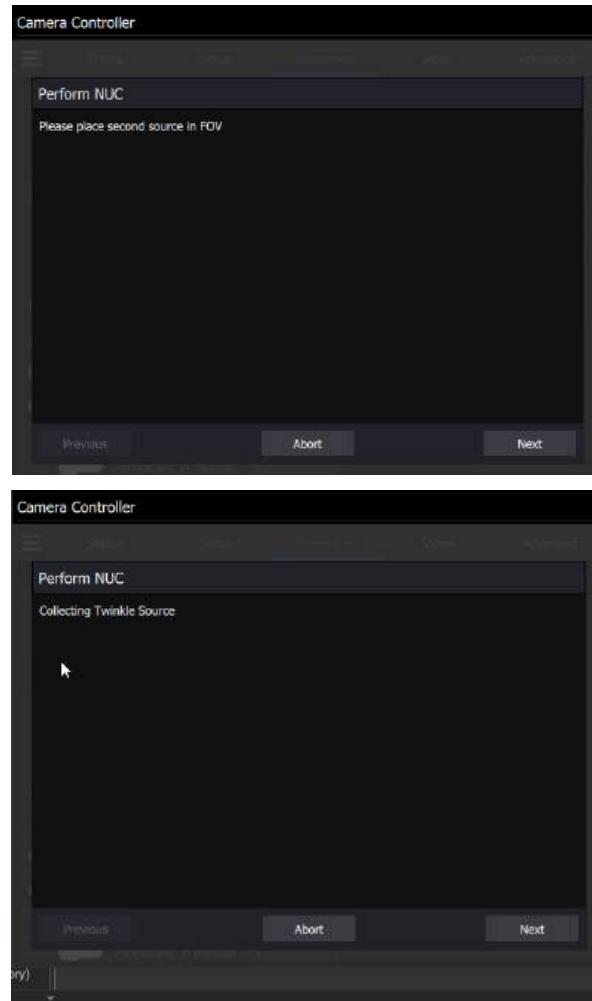 Camera Controller
Perform NUC
Please place second source in FOV
Previous Abort Next
Camera Controller
Perform NUC
Collecting Twinkle Source
Previous Abort Next
ory)